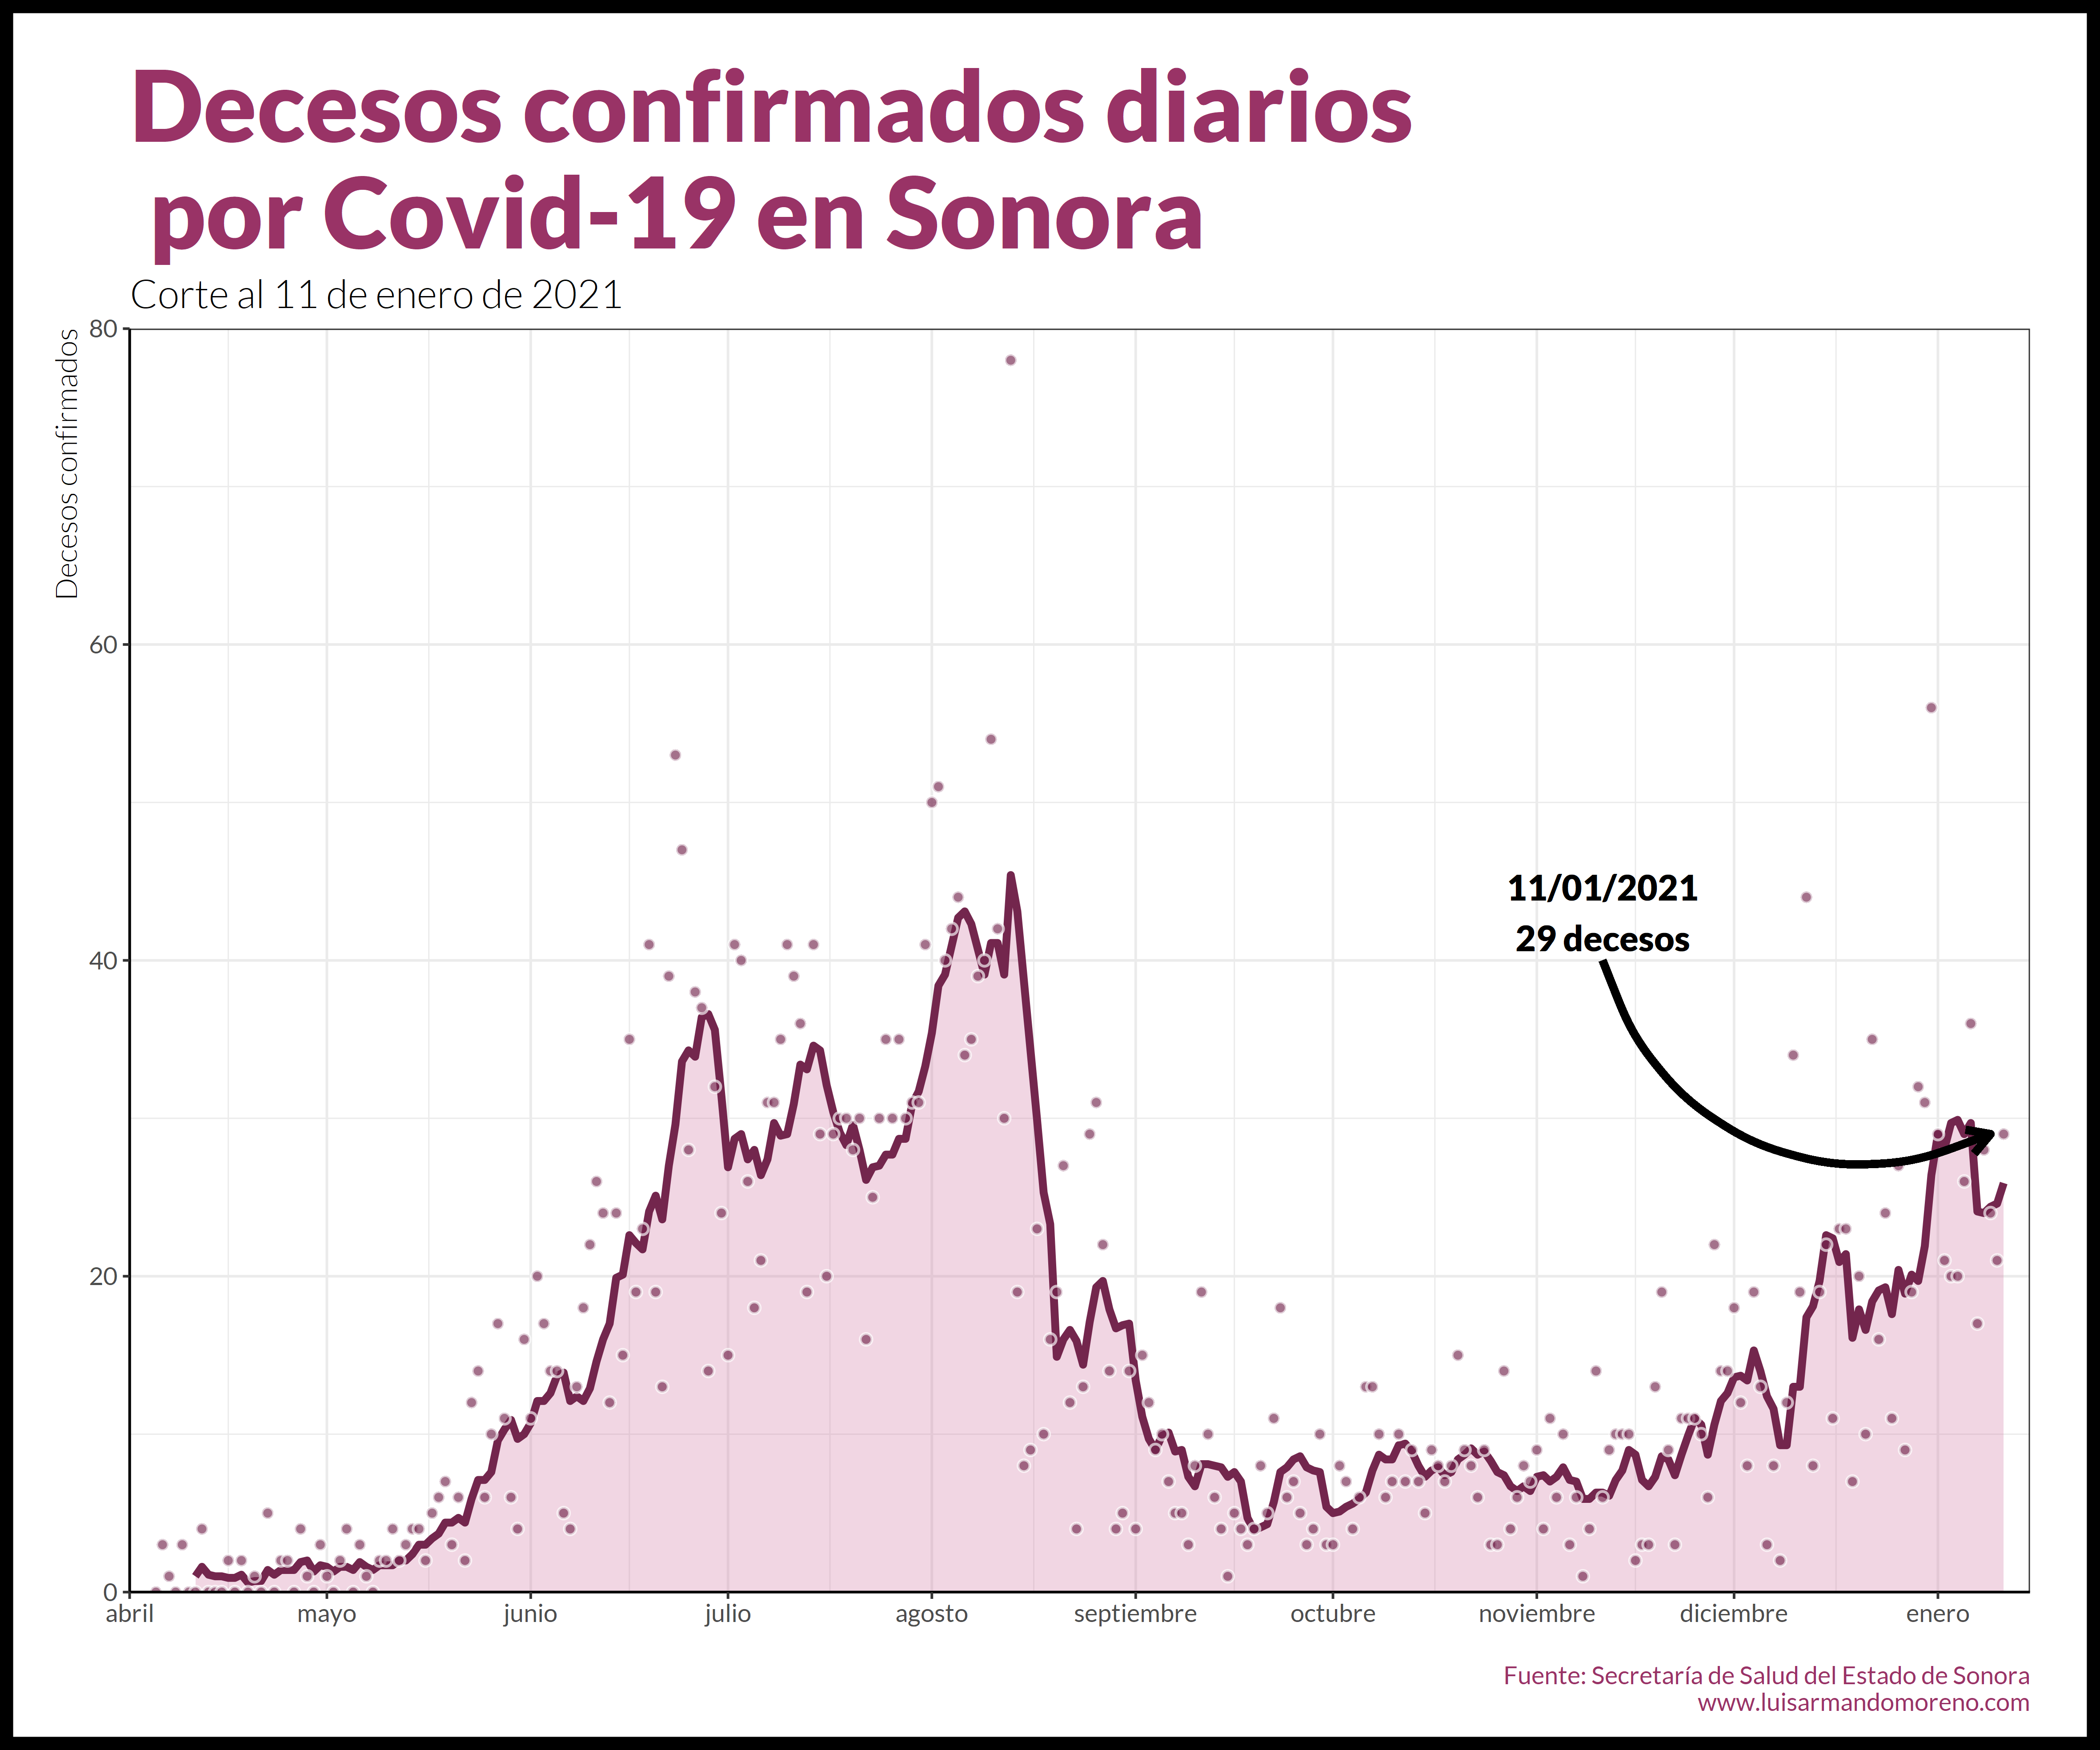 Decesos confirmados diarios
por Covid-19 en Sonora
Corte al 11 de enero de 2021
Decesos confirmados
80
60
40
20
0
11/01/2021
29 decesos
abril mayo junio julio agosto septiembre octubre noviembre diciembre enero
Fuente: Secretaría de Salud del Estado de Sonora
www.luisarmandomoreno.com